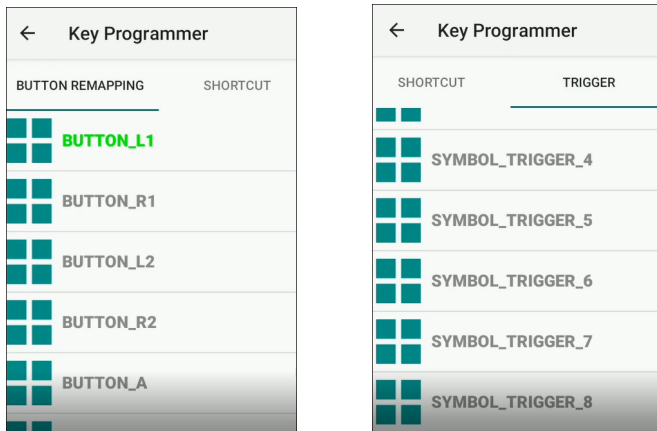 Key Programmer
BUTTON REMAPPING SHORTCUT
BUTTON_L1
BUTTON_R1
BUTTON_L2
BUTTON_R2
BUTTON_A
Key Programmer
SHORTCUT TRIGGER
SYMBOL_TRIGGER_4
SYMBOL_TRIGGER_5
SYMBOL_TRIGGER_6
SYMBOL_TRIGGER_7
SYMBOL_TRIGGER_8